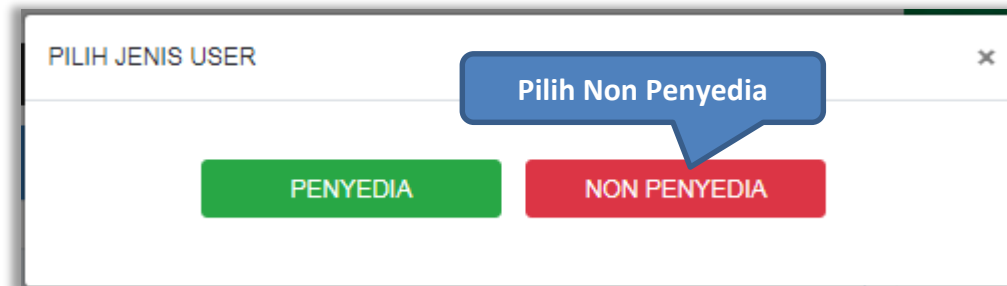 PILIH JENIS USER
×
Pilih Non Penyedia
PENYEDIA
NON PENYEDIA